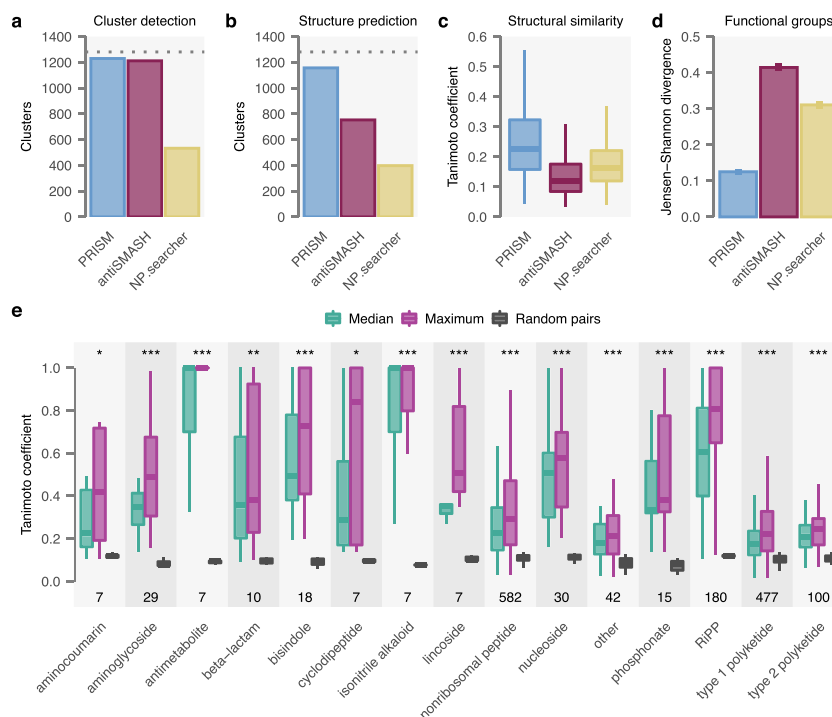 a
Cluster detection
Clusters
1400
1200
1000
800
600
400
200
0
PRISM
antiSMASH
NP.searcher
b
Structure prediction
Clusters
1400
1200
1000
800
600
400
200
0
PRISM
antiSMASH
NP.searcher
c
Structural similarity
Tanimoto coefficient
0.6
0.5
0.4
0.3
0.2
0.1
0.0
PRISM
antiSMASH
NP.searcher
d
Functional groups
Jensen−Shannon divergence
0.5
0.4
0.3
0.2
0.1
0.0
PRISM
antiSMASH
NP.searcher
e
Median Maximum Random pairs
Tanimoto coefficient
* *** *** ** *** * *** *** *** *** *** *** *** *** ***
1.0
0.8
0.6
0.4
0.2
0.0
7 29 7 10 18 7 7 7 582 30 42 15 180 477 100
aminocoumarin
aminoglycoside
antimetabolite
beta−lactam
bisindole
cyclodipeptide
isonitrile alkaloid
lincoside
nonribosomal peptide
nucleoside
other
phosphonate
RiPP
type 1 polyketide
type 2 polyketide